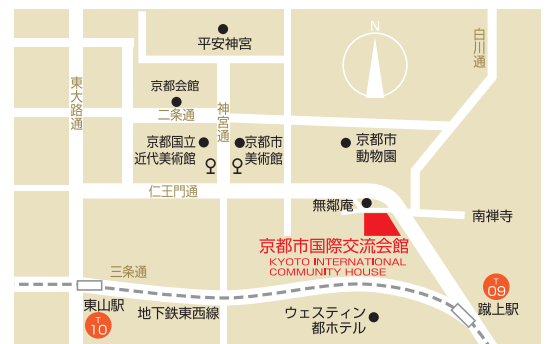 N
平安神宮
白川通
東大路通
京都会館
神宮通
二条通
京都国立
近代美術館
京都市
美術館
京都市
動物園
仁王門通
無鄰庵
南禅寺
京都市国際交流会館
KYOTO INTERNATIONAL
COMMUNITY HOUSE
三条通
東山駅
T
10
地下鉄東西線
ウェスティン
都ホテル
T
09
蹴上駅